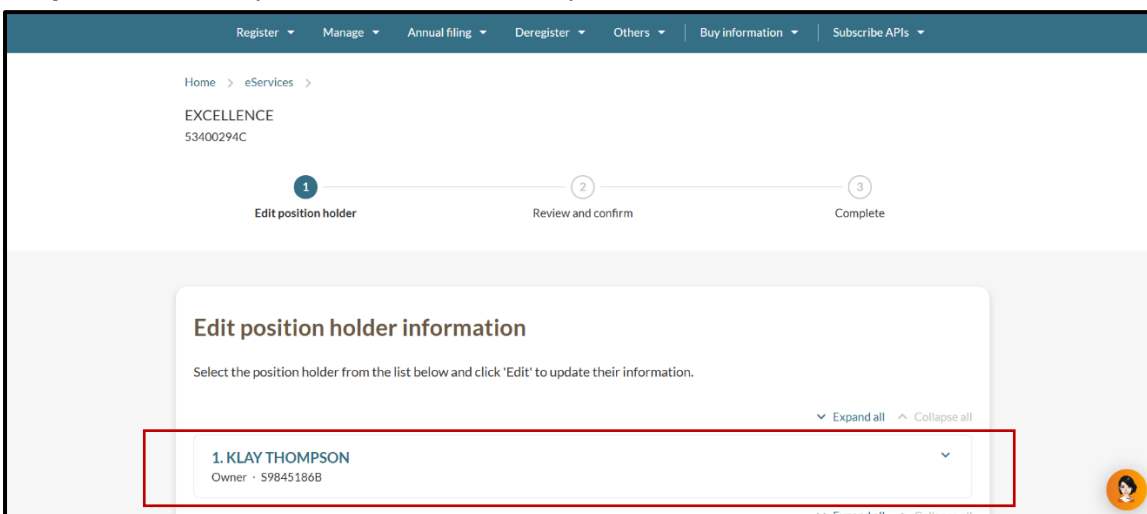 Register Manage Annual filing Deregister Others Buy information Subscribe APIs
Home > eServices >
EXCELLENCE
53400294C
1 2 3
Edit position holder Review and confirm Complete
Edit position holder information
Select the position holder from the list below and click 'Edit' to update their information.
Expand all Collapse all
1. KLAY THOMPSON
Owner · S9845186B